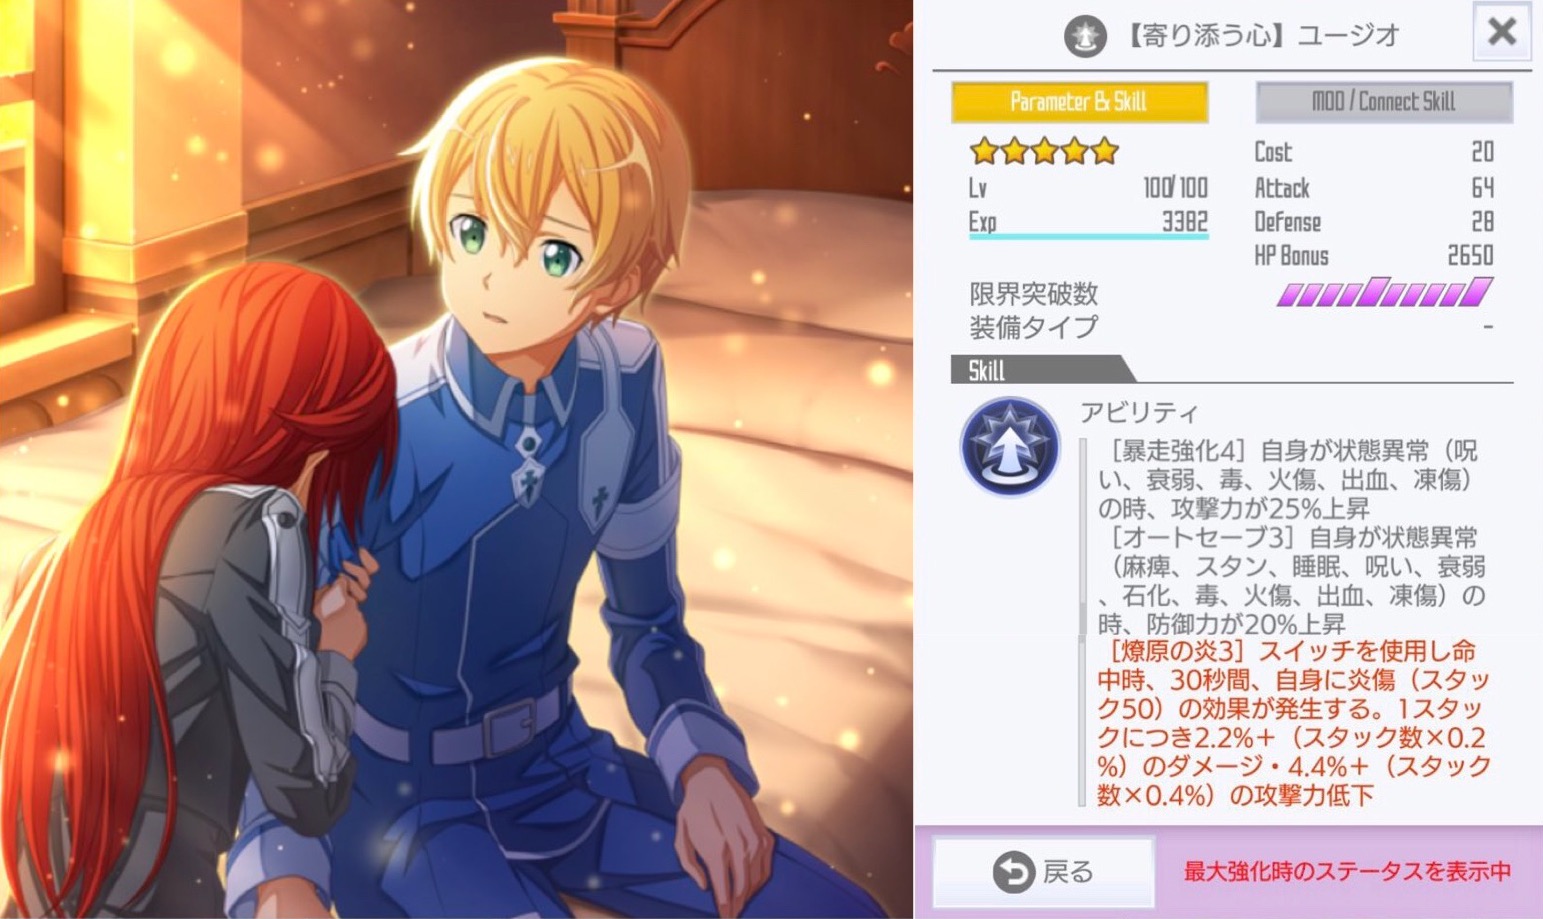 【寄り添う心】ユージオ
Parameter & Skill
MOD / Connect Skill
Lv 100/100
Exp 3382
Cost 20
Attack 64
Defense 28
HP Bonus 2650
限界突破数
装備タイプ -
Skill
アビリティ
［暴走強化4］自身が状態異常（呪
い、衰弱、毒、火傷、出血、凍傷）
の時、攻撃力が25%上昇
［オートセーブ3］自身が状態異常
（麻痺、スタン、睡眠、呪い、衰弱
、石化、毒、火傷、出血、凍傷）の
時、防御力が20%上昇
［燎原の炎3］スイッチを使用し命
中時、30秒間、自身に炎傷（スタッ
ク50）の効果が発生する。1スタッ
クにつき2.2%＋（スタック数×0.2
%）のダメージ・4.4%＋（スタック
数×0.4%）の攻撃力低下
戻る
最大強化時のステータスを表示中